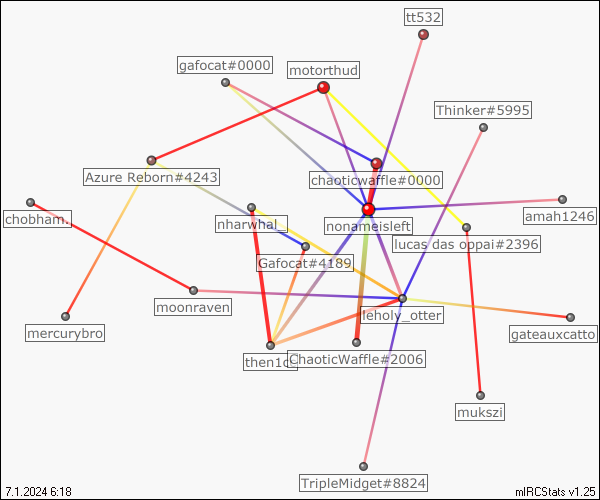 tt532
gafocat#0000
motorthud
Thinker#5995
Azure Reborn#4243
chaoticwaffle#0000
chobham.
nharwhal_
nonameisleft
amah1246
lucas das oppai#2396
Gafocat#4189
moonraven
leholy_otter
mercurybro
gateauxcatto
then1c
ChaoticWaffle#2006
mukszi
TripleMidget#8824
7.1.2024 6:18
mIRCStats v1.25